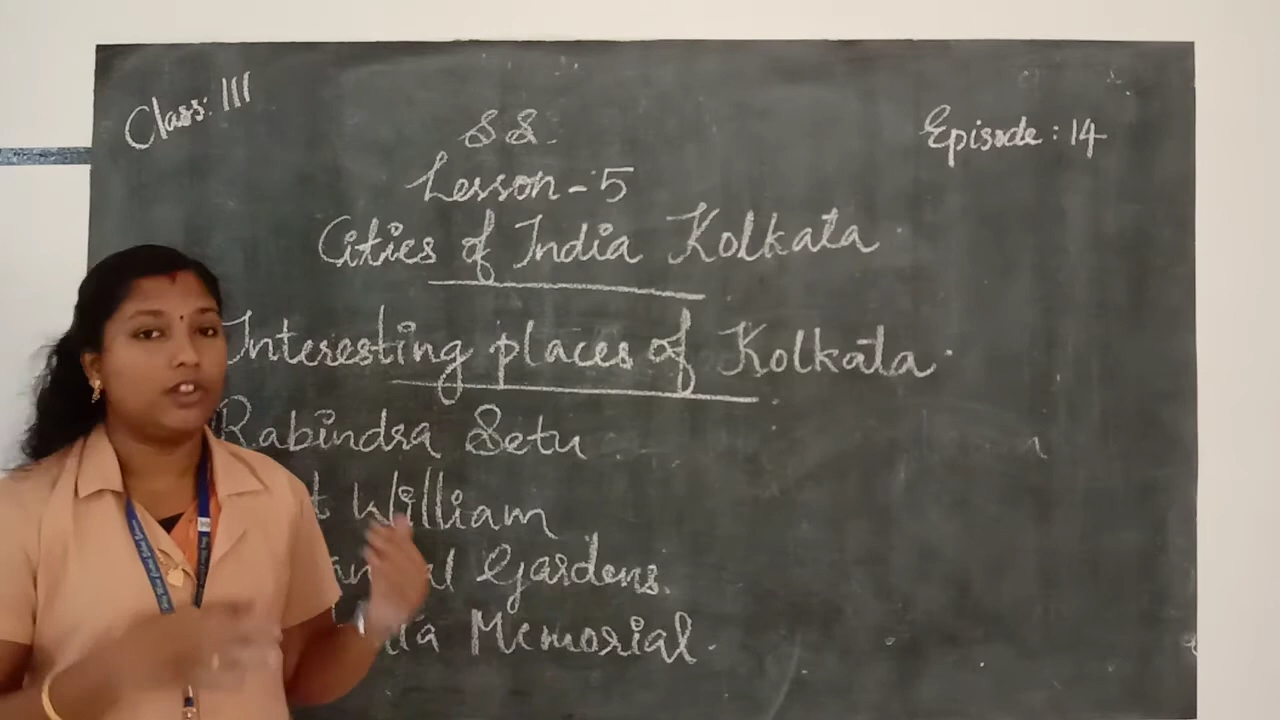 Class: III
S S.
Episode: 14
Lesson - 5
Cities of India Kolkata.
Interesting places of Kolkata.
Rabindra Setu
William
Gardens.
Memorial.